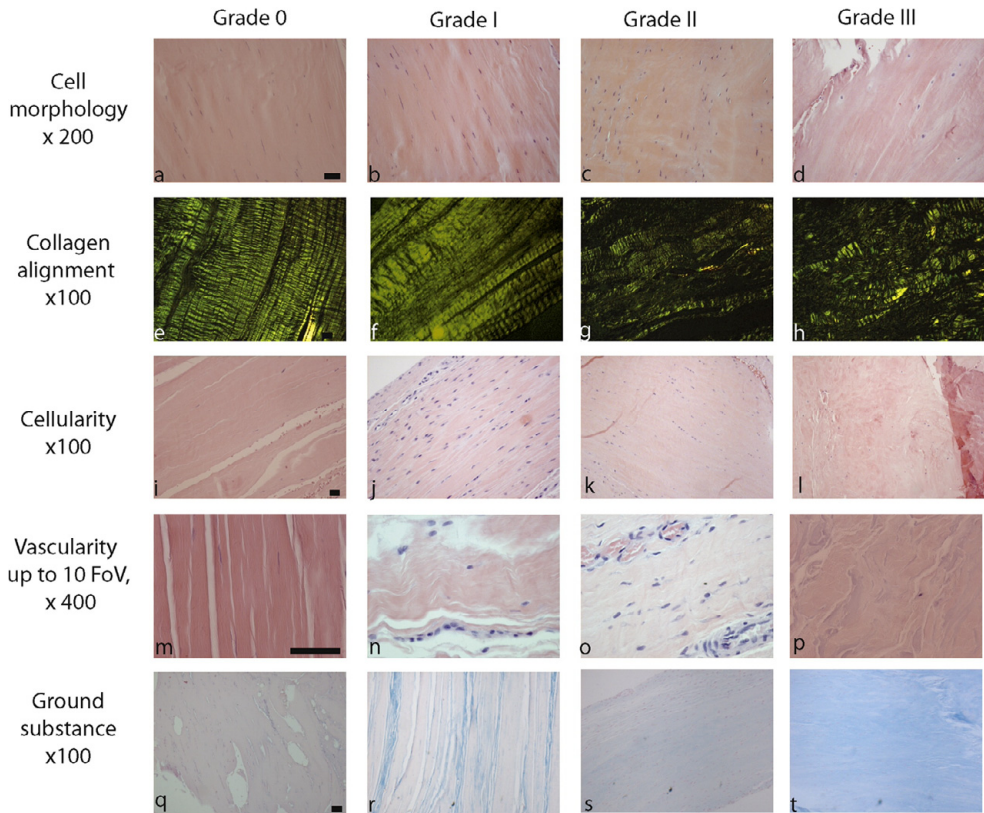 Grade 0 Grade I Grade II Grade III
Cell
morphology
x 200
a b c d
Collagen
alignment
x100
e f g h
Cellularity
x100
i j k l
Vascularity
up to 10 FoV,
x 400
m n o p
Ground
substance
x100
q r s t